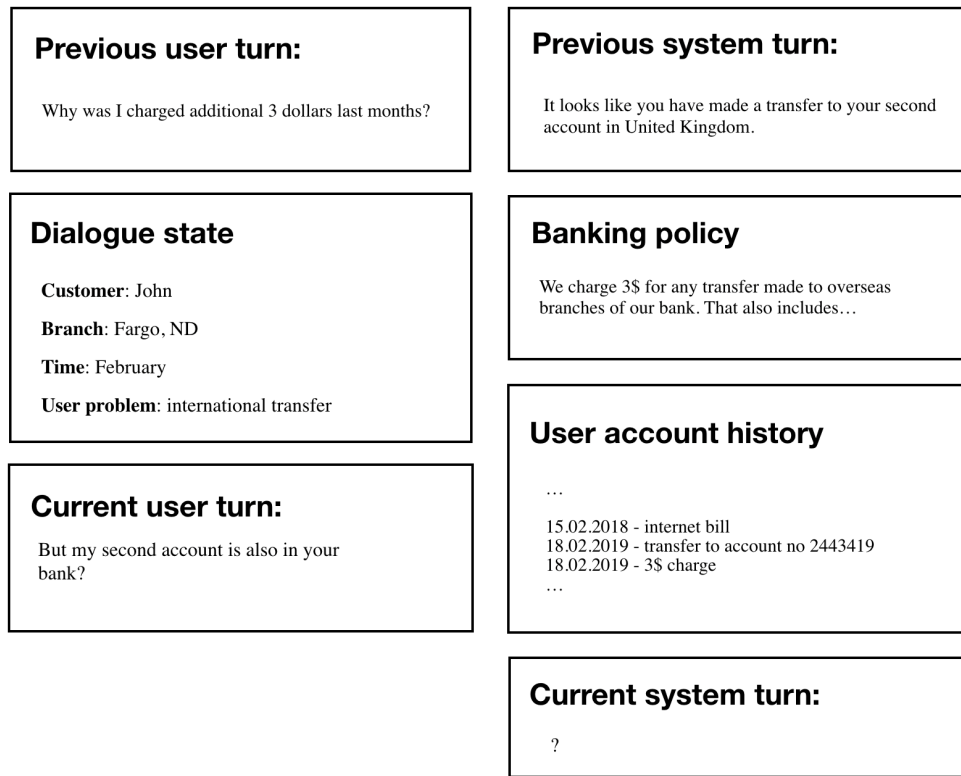 Previous user turn:
Why was I charged additional 3 dollars last months?
Previous system turn:
It looks like you have made a transfer to your second
account in United Kingdom.
Dialogue state
Customer: John
Branch: Fargo, ND
Time: February
User problem: international transfer
Banking policy
We charge 3$ for any transfer made to overseas
branches of our bank. That also includes…
Current user turn:
But my second account is also in your
bank?
User account history
…
15.02.2018 - internet bill
18.02.2019 - transfer to account no 2443419
18.02.2019 - 3$ charge
…
Current system turn:
?